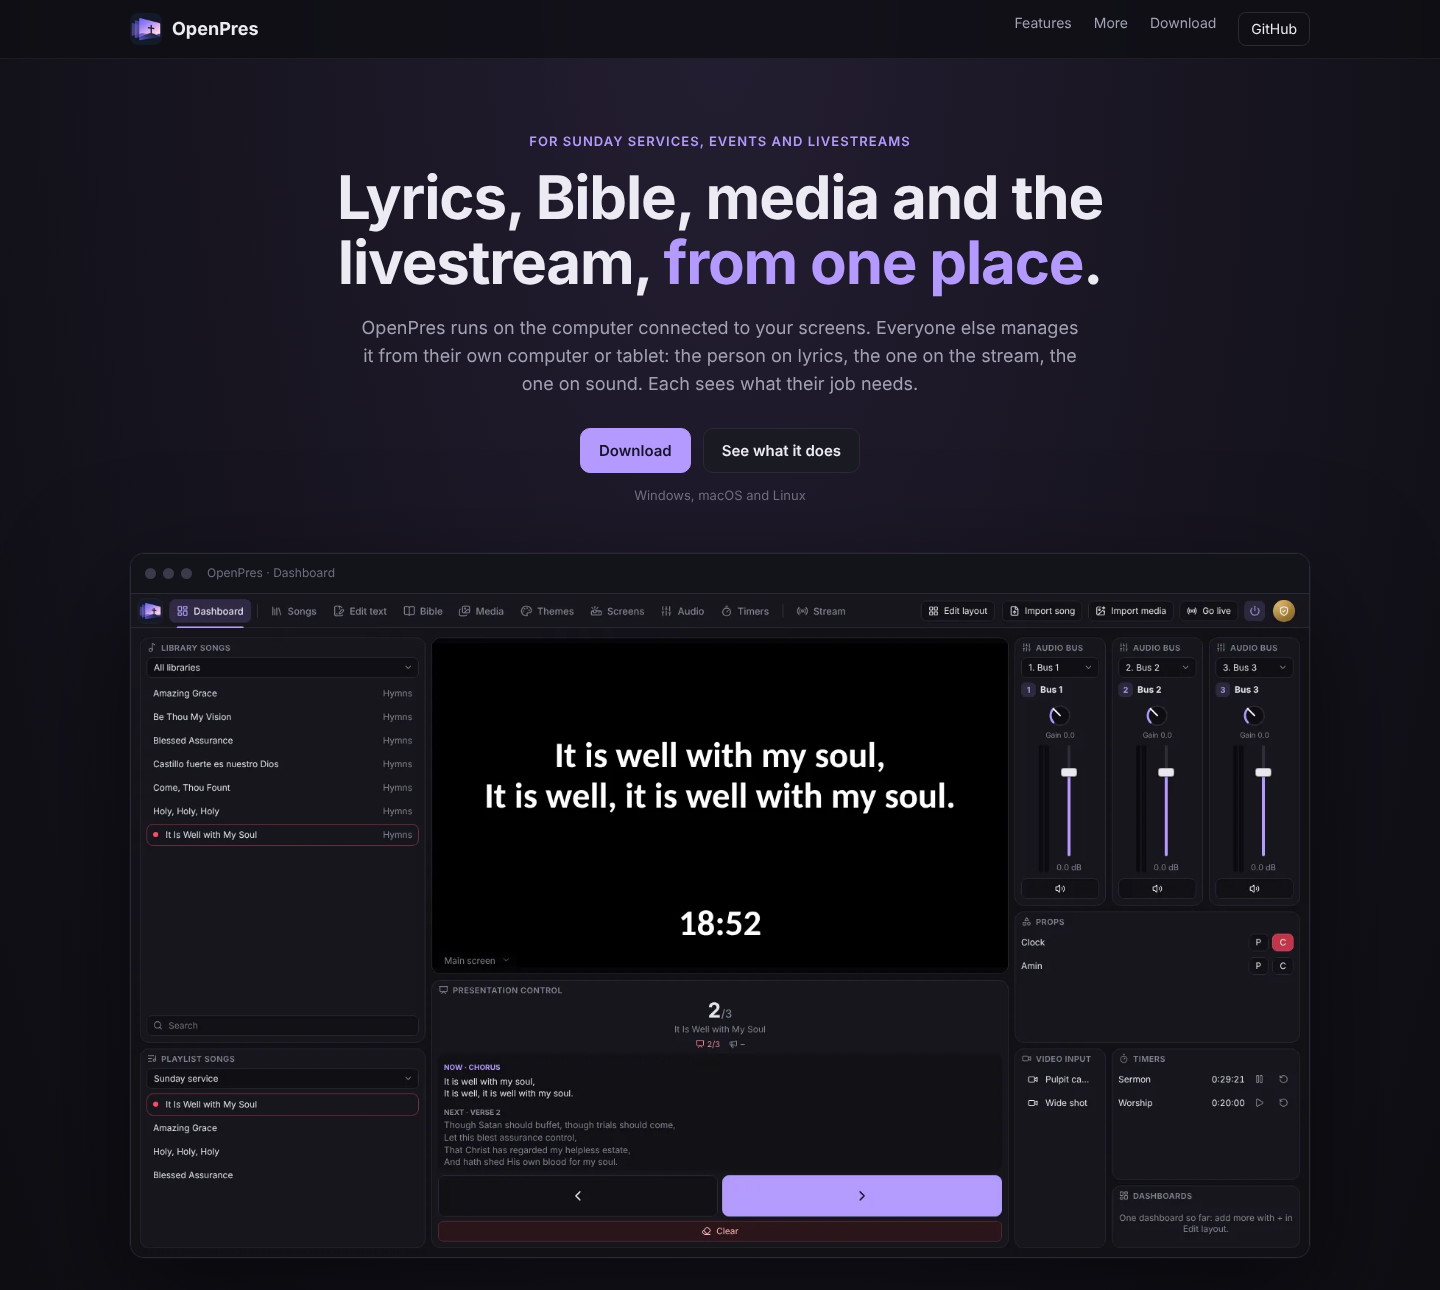 OpenPres
Features
More
Download
GitHub
FOR SUNDAY SERVICES, EVENTS AND LIVESTREAMS
Lyrics, Bible, media and the
livestream, from one place.
OpenPres runs on the computer connected to your screens. Everyone else manages
it from their own computer or tablet: the person on lyrics, the one on the stream, the
one on sound. Each sees what their job needs.
Download
See what it does
Windows, macOS and Linux
OpenPres · Dashboard
Dashboard
Songs
Edit text
Bible
Media
Themes
Screens
Audio
Timers
Stream
Edit layout
Import song
Import media
Go live
LIBRARY SONGS
All libraries
Amazing Grace Hymns
Be Thou My Vision Hymns
Blessed Assurance Hymns
Castillo fuerte es nuestro Dios Hymns
Come, Thou Fount Hymns
Holy, Holy, Holy Hymns
It Is Well with My Soul Hymns
Search
PLAYLIST SONGS
Sunday service
It Is Well with My Soul
Amazing Grace
Holy, Holy, Holy
Blessed Assurance
It is well with my soul,
It is well, it is well with my soul.
18:52
Main screen
PRESENTATION CONTROL
2/3
It Is Well with My Soul
2/3 –
NOW · CHORUS
It is well with my soul,
It is well, it is well with my soul.
NEXT · VERSE 2
Though Satan should buffet, though trials should come,
Let this blest assurance control,
That Christ has regarded my helpless estate,
And hath shed His own blood for my soul.
Clear
AUDIO BUS
1. Bus 1
1 Bus 1
Gain 0.0
0.0 dB
AUDIO BUS
2. Bus 2
2 Bus 2
Gain 0.0
0.0 dB
AUDIO BUS
3. Bus 3
3 Bus 3
Gain 0.0
0.0 dB
PROPS
Clock P C
Amin P C
VIDEO INPUT
Pulpit ca...
Wide shot
TIMERS
Sermon 0:29:21
Worship 0:20:00
DASHBOARDS
One dashboard so far: add more with + in
Edit layout.